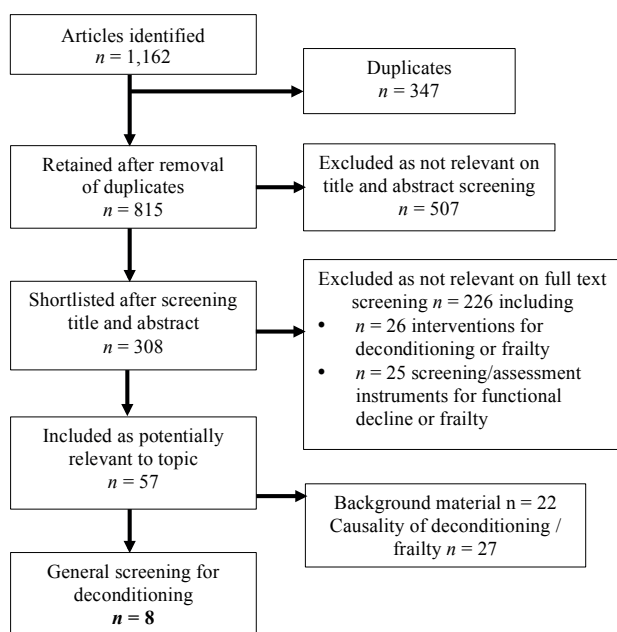 Articles identified
n = 1,162
Duplicates
n = 347
Retained after removal
of duplicates
n = 815
Excluded as not relevant on
title and abstract screening
n = 507
Shortlisted after screening
title and abstract
n = 308
Excluded as not relevant on full text
screening n = 226 including
• n = 26 interventions for
deconditioning or frailty
• n = 25 screening/assessment
instruments for functional
decline or frailty
Included as potentially
relevant to topic
n = 57
Background material n = 22
Causality of deconditioning /
frailty n = 27
General screening for
deconditioning
n = 8